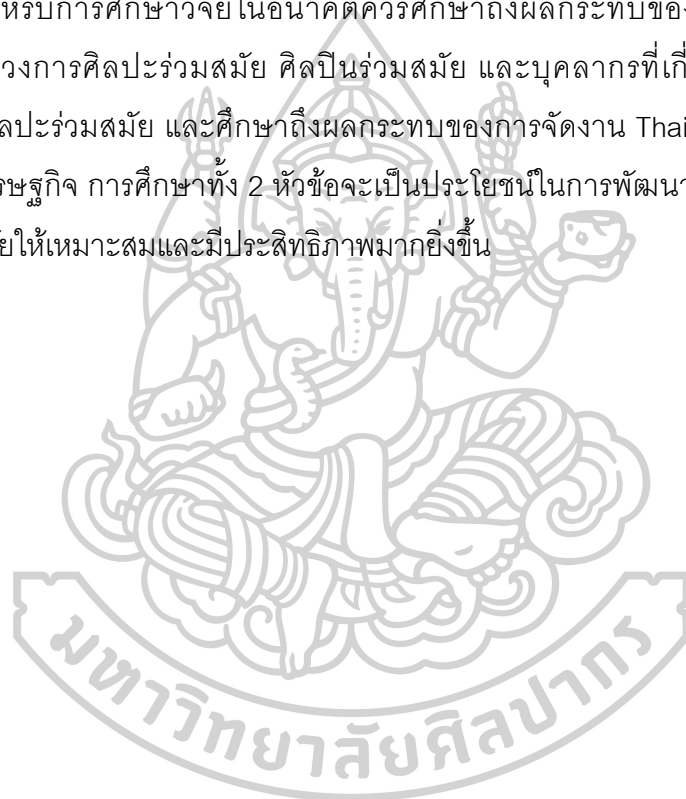 หรับการศึกษาวิจัยในอนาคตควรศึกษาถึงผลกระทบของ
วงการศิลปะร่วมสมัย ศิลปินร่วมสมัย และบุคลากรที่เกี่
ลปะร่วมสมัย และศึกษาถึงผลกระทบของการจัดงาน Thai
รษฐกิจ การศึกษาทั้ง 2 หัวข้อจะเป็นประโยชน์ในการพัฒนา
ัยให้เหมาะสมและมีประสิทธิภาพมากยิ่งขึ้น
มหาวิทยาลัยศิลปากร